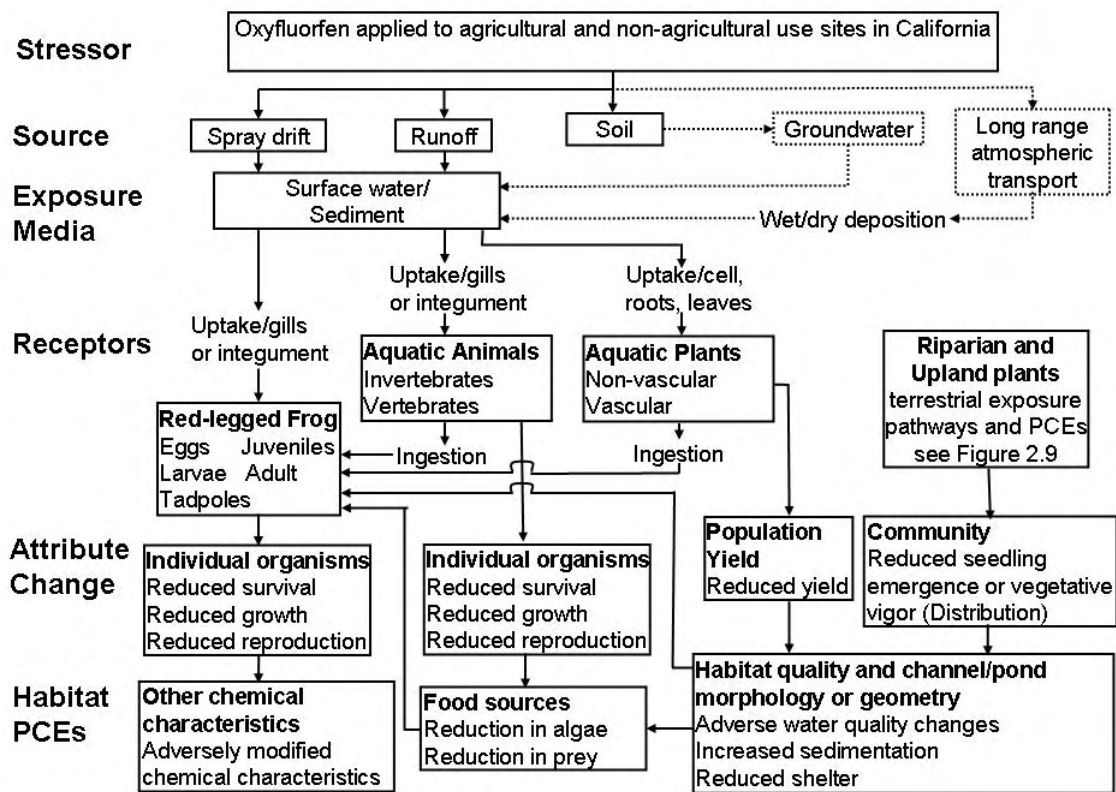 Stressor
Oxyfluorfen applied to agricultural and non-agricultural use sites in California
Source
Spray drift
Runoff
Soil
Groundwater
Long range
atmospheric
transport
Exposure
Media
Surface water/
Sediment
Wet/dry deposition
Uptake/gills
or integument
Uptake/cell,
roots, leaves
Receptors
Uptake/gills
or integument
Aquatic Animals
Invertebrates
Vertebrates
Aquatic Plants
Non-vascular
Vascular
Riparian and
Upland plants
terrestrial exposure
pathways and PCEs
see Figure 2.9
Red-legged Frog
Eggs Juveniles
Larvae Adult
Tadpoles
Ingestion
Ingestion
Attribute
Change
Individual organisms
Reduced survival
Reduced growth
Reduced reproduction
Individual organisms
Reduced survival
Reduced growth
Reduced reproduction
Population
Yield
Reduced yield
Community
Reduced seedling
emergence or vegetative
vigor (Distribution)
Habitat
PCEs
Other chemical
characteristics
Adversely modified
chemical characteristics
Food sources
Reduction in algae
Reduction in prey
Habitat quality and channel/pond
morphology or geometry
Adverse water quality changes
Increased sedimentation
Reduced shelter